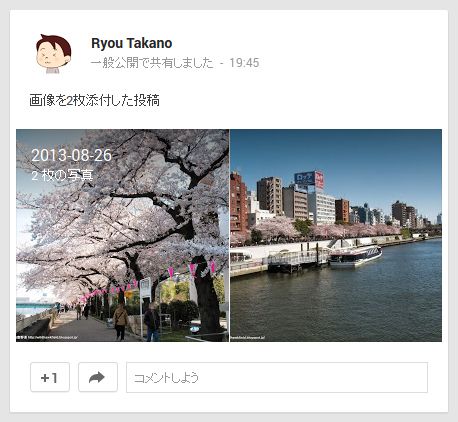 Ryou Takano
一般公開で共有しました - 19:45
画像を2枚添付した投稿
2013-08-26
2 枚の写真
ロッテ
+1
コメントしよう